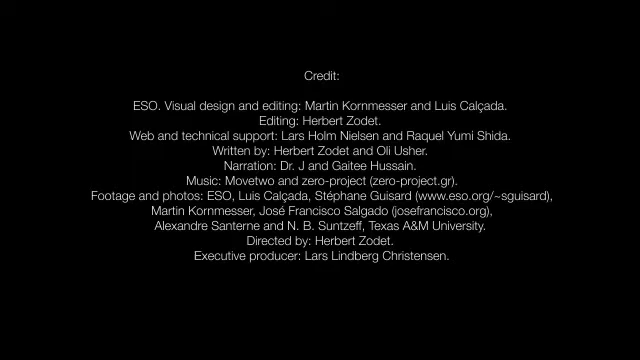 Credit:
ESO. Visual design and editing: Martin Kornmesser and Luis Calçada.
Editing: Herbert Zodet.
Web and technical support: Lars Holm Nielsen and Raquel Yumi Shida.
Written by: Herbert Zodet and Oli Usher.
Narration: Dr. J and Gaitee Hussain.
Music: Movetwo and zero-project (zero-project.gr).
Footage and photos: ESO, Luis Calçada, Stéphane Guisard (www.eso.org/~sguisard),
Martin Kornmesser, José Francisco Salgado (josefrancisco.org),
Alexandre Santerne and N. B. Suntzeff, Texas A&M University.
Directed by: Herbert Zodet.
Executive producer: Lars Lindberg Christensen.